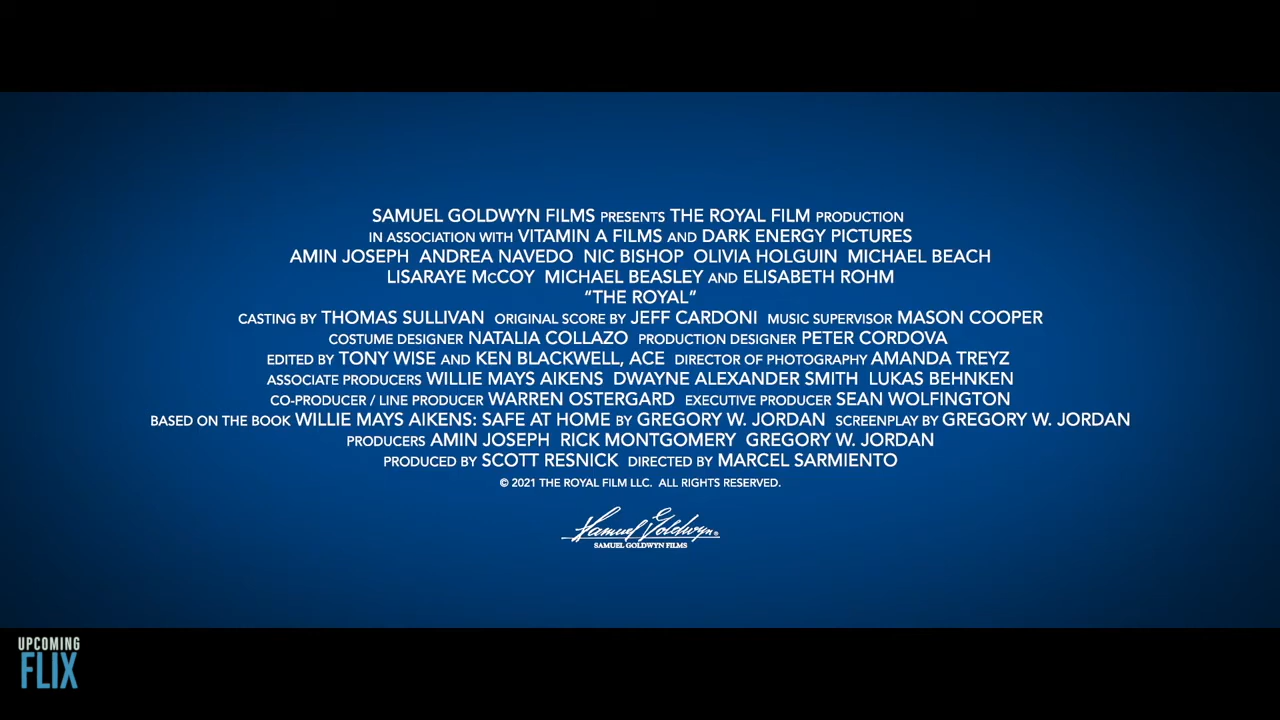 SAMUEL GOLDWYN FILMS PRESENTS THE ROYAL FILM PRODUCTION
IN ASSOCIATION WITH VITAMIN A FILMS AND DARK ENERGY PICTURES
AMIN JOSEPH ANDREA NAVEDO NIC BISHOP OLIVIA HOLGUIN MICHAEL BEACH
LISARAYE McCOY MICHAEL BEASLEY AND ELISABETH ROHM
“THE ROYAL”
CASTING BY THOMAS SULLIVAN ORIGINAL SCORE BY JEFF CARDONI MUSIC SUPERVISOR MASON COOPER
COSTUME DESIGNER NATALIA COLLAZO PRODUCTION DESIGNER PETER CORDOVA
EDITED BY TONY WISE AND KEN BLACKWELL, ACE DIRECTOR OF PHOTOGRAPHY AMANDA TREYZ
ASSOCIATE PRODUCERS WILLIE MAYS AIKENS DWAYNE ALEXANDER SMITH LUKAS BEHNKEN
CO-PRODUCER / LINE PRODUCER WARREN OSTERGARD EXECUTIVE PRODUCER SEAN WOLFINGTON
BASED ON THE BOOK WILLIE MAYS AIKENS: SAFE AT HOME BY GREGORY W. JORDAN SCREENPLAY BY GREGORY W. JORDAN
PRODUCERS AMIN JOSEPH RICK MONTGOMERY GREGORY W. JORDAN
PRODUCED BY SCOTT RESNICK DIRECTED BY MARCEL SARMIENTO
© 2021 THE ROYAL FILM LLC. ALL RIGHTS RESERVED.
Samuel Goldwyn®
SAMUEL GOLDWYN FILMS
UPCOMING
FLIX